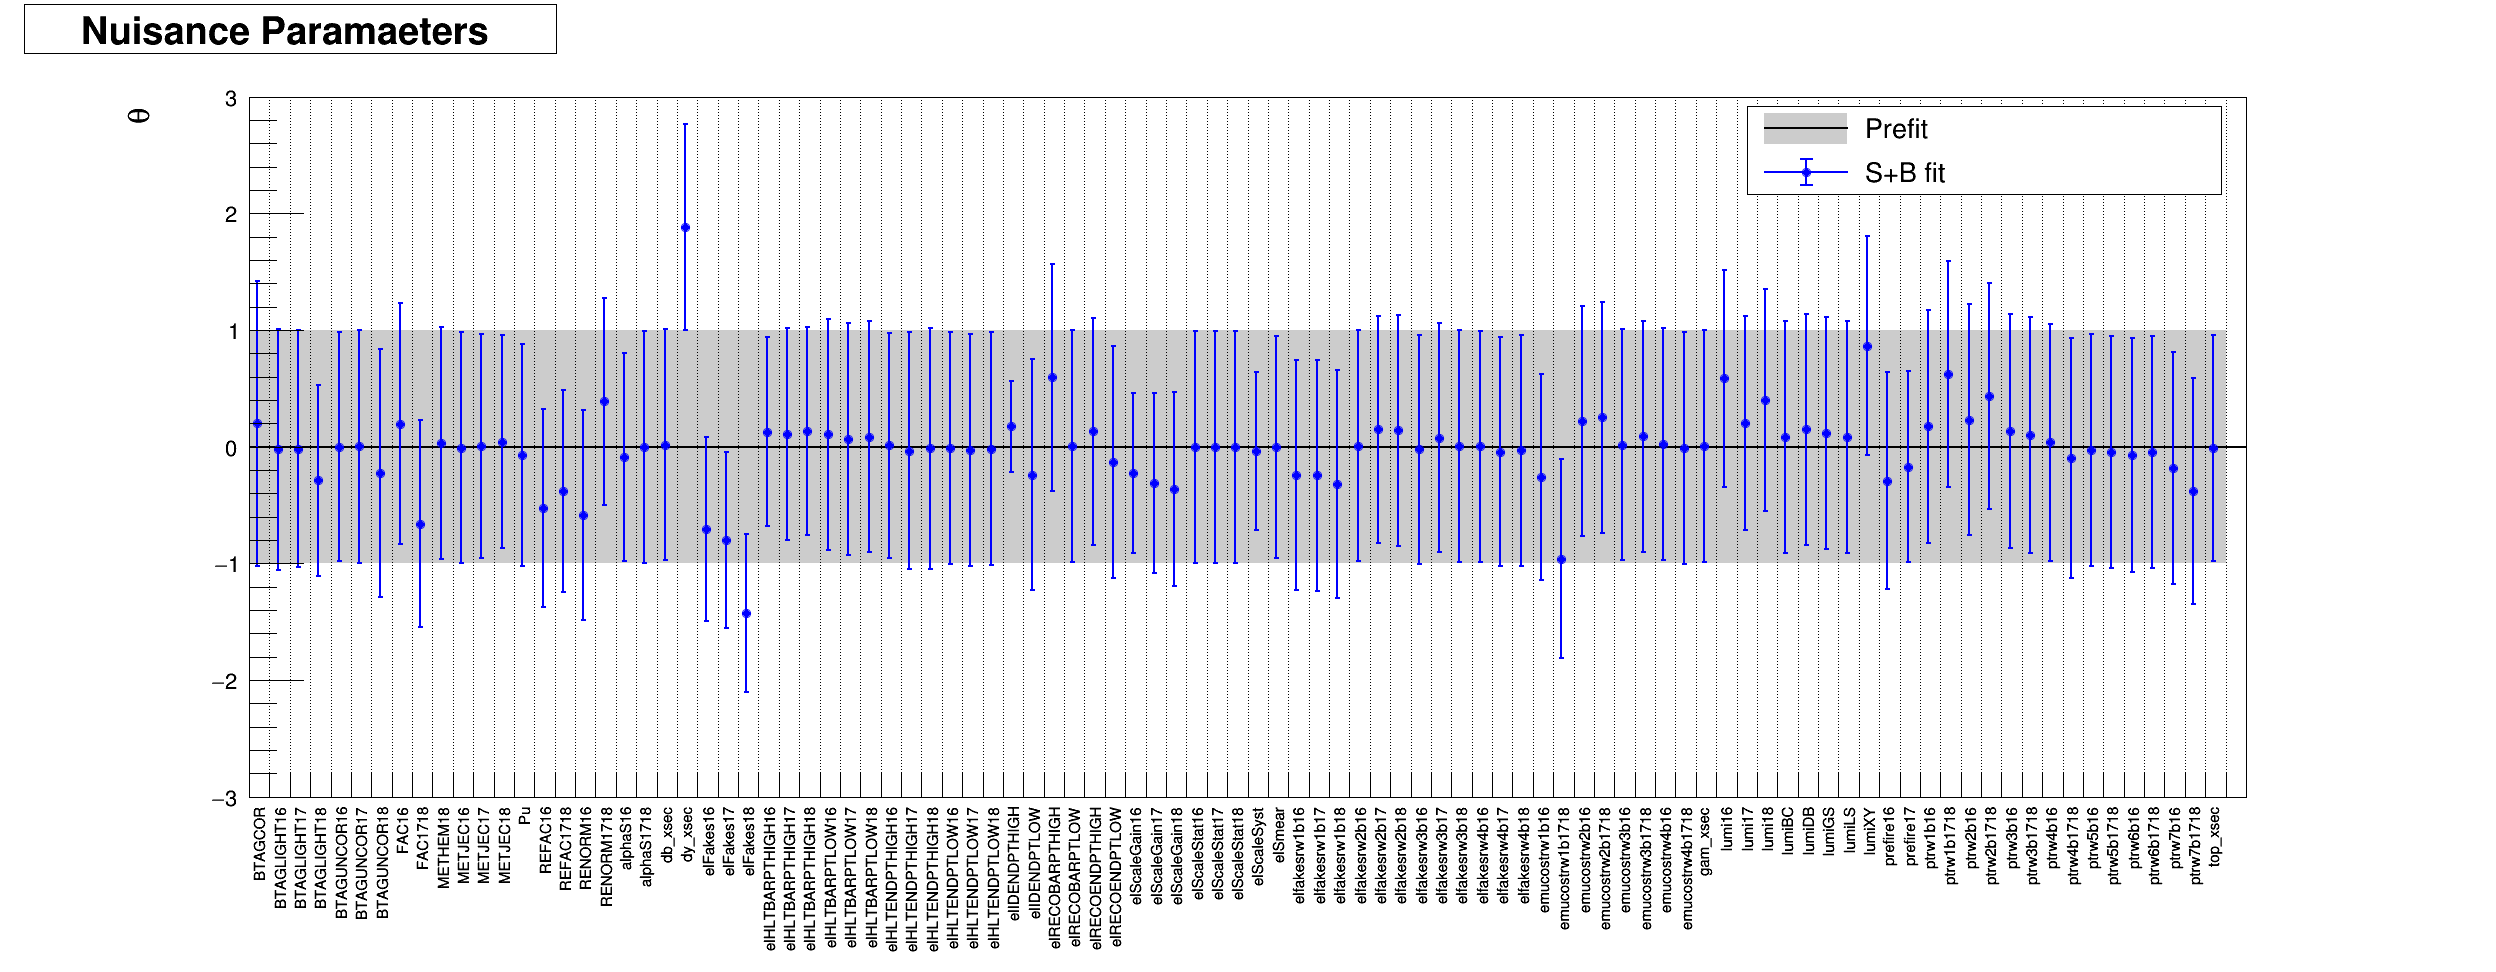 Nuisance Paramaeters
θ
3
2
1
0
−1
−2
−3
Prefit
S+B fit
BTAGCOR
BTAGLIGHT16
BTAGLIGHT17
BTAGLIGHT18
BTAGUNCOR16
BTAGUNCOR17
BTAGUNCOR18
FAC16
FAC1718
METHEM18
METJEC16
METJEC17
METJEC18
Pu
REFAC16
REFAC1718
RENORM16
RENORM1718
alphaS16
alphaS1718
db_xsec
dy_xsec
elFakes16
elFakes17
elFakes18
elHLTBARPTHIGH16
elHLTBARPTHIGH17
elHLTBARPTHIGH18
elHLTBARPTLOW16
elHLTBARPTLOW17
elHLTBARPTLOW18
elHLTENDPTHIGH16
elHLTENDPTHIGH17
elHLTENDPTHIGH18
elHLTENDPTLOW16
elHLTENDPTLOW17
elHLTENDPTLOW18
elIDENDPTHIGH
elIDENDPTLOW
elRECOBARPTHIGH
elRECOBARPTLOW
elRECOENDPTHIGH
elRECOENDPTLOW
elScaleGain16
elScaleGain17
elScaleGain18
elScaleStat16
elScaleStat17
elScaleStat18
elScaleSyst
elSmear
elfakesrw1b16
elfakesrw1b17
elfakesrw1b18
elfakesrw2b16
elfakesrw2b17
elfakesrw2b18
elfakesrw3b16
elfakesrw3b17
elfakesrw3b18
elfakesrw4b16
elfakesrw4b17
elfakesrw4b18
emucostrw1b16
emucostrw1b1718
emucostrw2b16
emucostrw2b1718
emucostrw3b16
emucostrw3b1718
emucostrw4b16
emucostrw4b1718
gam_xsec
lumi16
lumi17
lumi18
lumiBC
lumiDB
lumiGS
lumiLS
lumiXY
prefire16
prefire17
ptrw1b16
ptrw1b1718
ptrw2b16
ptrw2b1718
ptrw3b16
ptrw3b1718
ptrw4b16
ptrw4b1718
ptrw5b16
ptrw5b1718
ptrw6b16
ptrw6b1718
ptrw7b16
ptrw7b1718
top_xsec